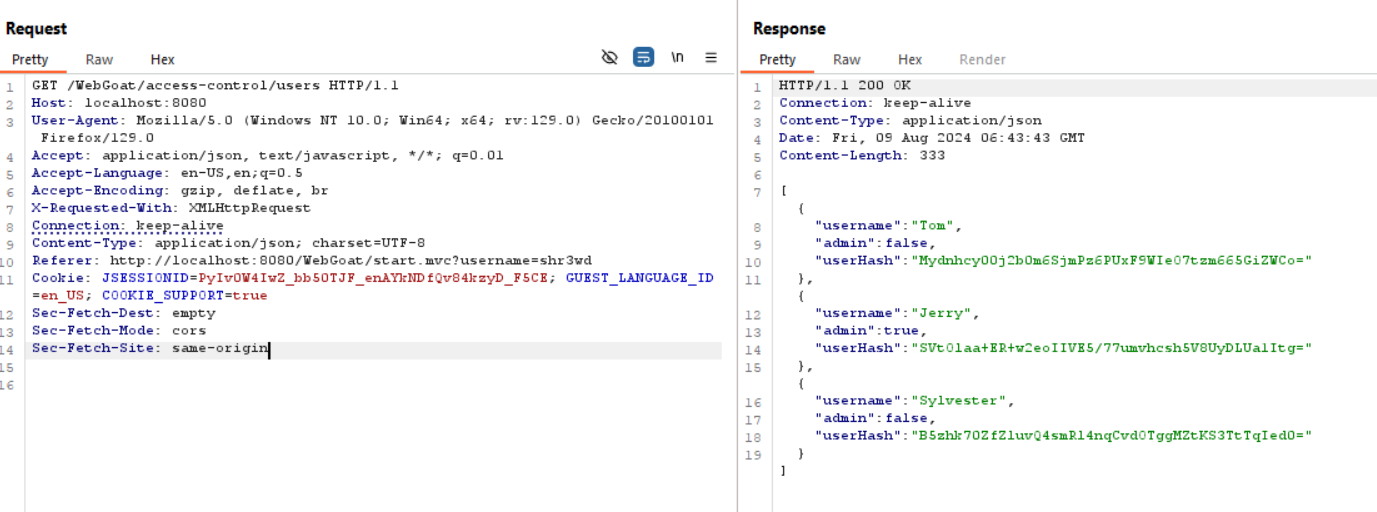 Request
Pretty Raw Hex
\n
1 GET /WebGoat/access-control/users HTTP/1.1
2 Host: localhost:8080
3 User-Agent: Mozilla/5.0 (Windows NT 10.0; Win64; x64; rv:129.0) Gecko/20100101
Firefox/129.0
4 Accept: application/json, text/javascript, */*; q=0.01
5 Accept-Language: en-US,en;q=0.5
6 Accept-Encoding: gzip, deflate, br
7 X-Requested-With: XMLHttpRequest
8 Connection: keep-alive
9 Content-Type: application/json; charset=UTF-8
10 Referer: http://localhost:8080/WebGoat/start.mvc?username=shr3wd
11 Cookie: JSESSIONID=PyIvOW4IwZ_bb5OTJF_enAYkNDfQv84kzyD_F5CE; GUEST_LANGUAGE_ID
=en_US; COOKIE_SUPPORT=true
12 Sec-Fetch-Dest: empty
13 Sec-Fetch-Mode: cors
14 Sec-Fetch-Site: same-origin
15
16
Response
Pretty Raw Hex Render
1 HTTP/1.1 200 OK
2 Connection: keep-alive
3 Content-Type: application/json
4 Date: Fri, 09 Aug 2024 06:43:43 GMT
5 Content-Length: 333
6
7 [
{
8 "username":"Tom",
9 "admin":false,
10 "userHash":"Mydnhcy00j2b0m6SjmPz6PUxF9WIeO7tzm665GiZWCo="
11 },
{
12 "username":"Jerry",
13 "admin":true,
14 "userHash":"SVtOlaa+ER+w2eoIIVE5/77umvhcsh5V8UyDLUa1Itg="
15 },
{
16 "username":"Sylvester",
17 "admin":false,
18 "userHash":"B5zhk70ZfZluvQ4smRl4nqCvdOTggMZtKS3TtTqIed0="
19 }
]